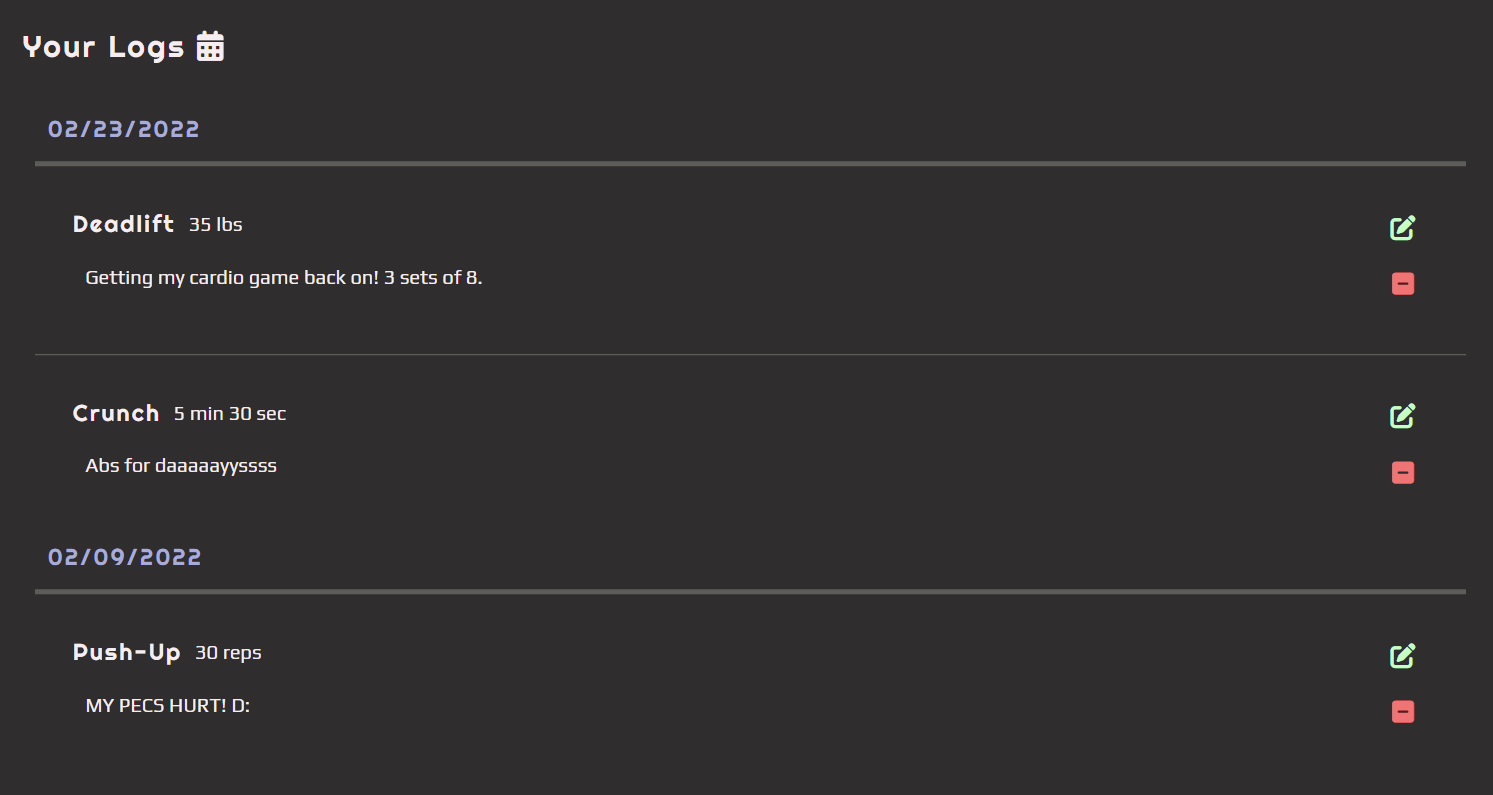 Your Logs
02/23/2022
Deadlift 35 lbs
Getting my cardio game back on! 3 sets of 8.
Crunch 5 min 30 sec
Abs for daaaaayyssss
02/09/2022
Push-Up 30 reps
MY PECS HURT! D: